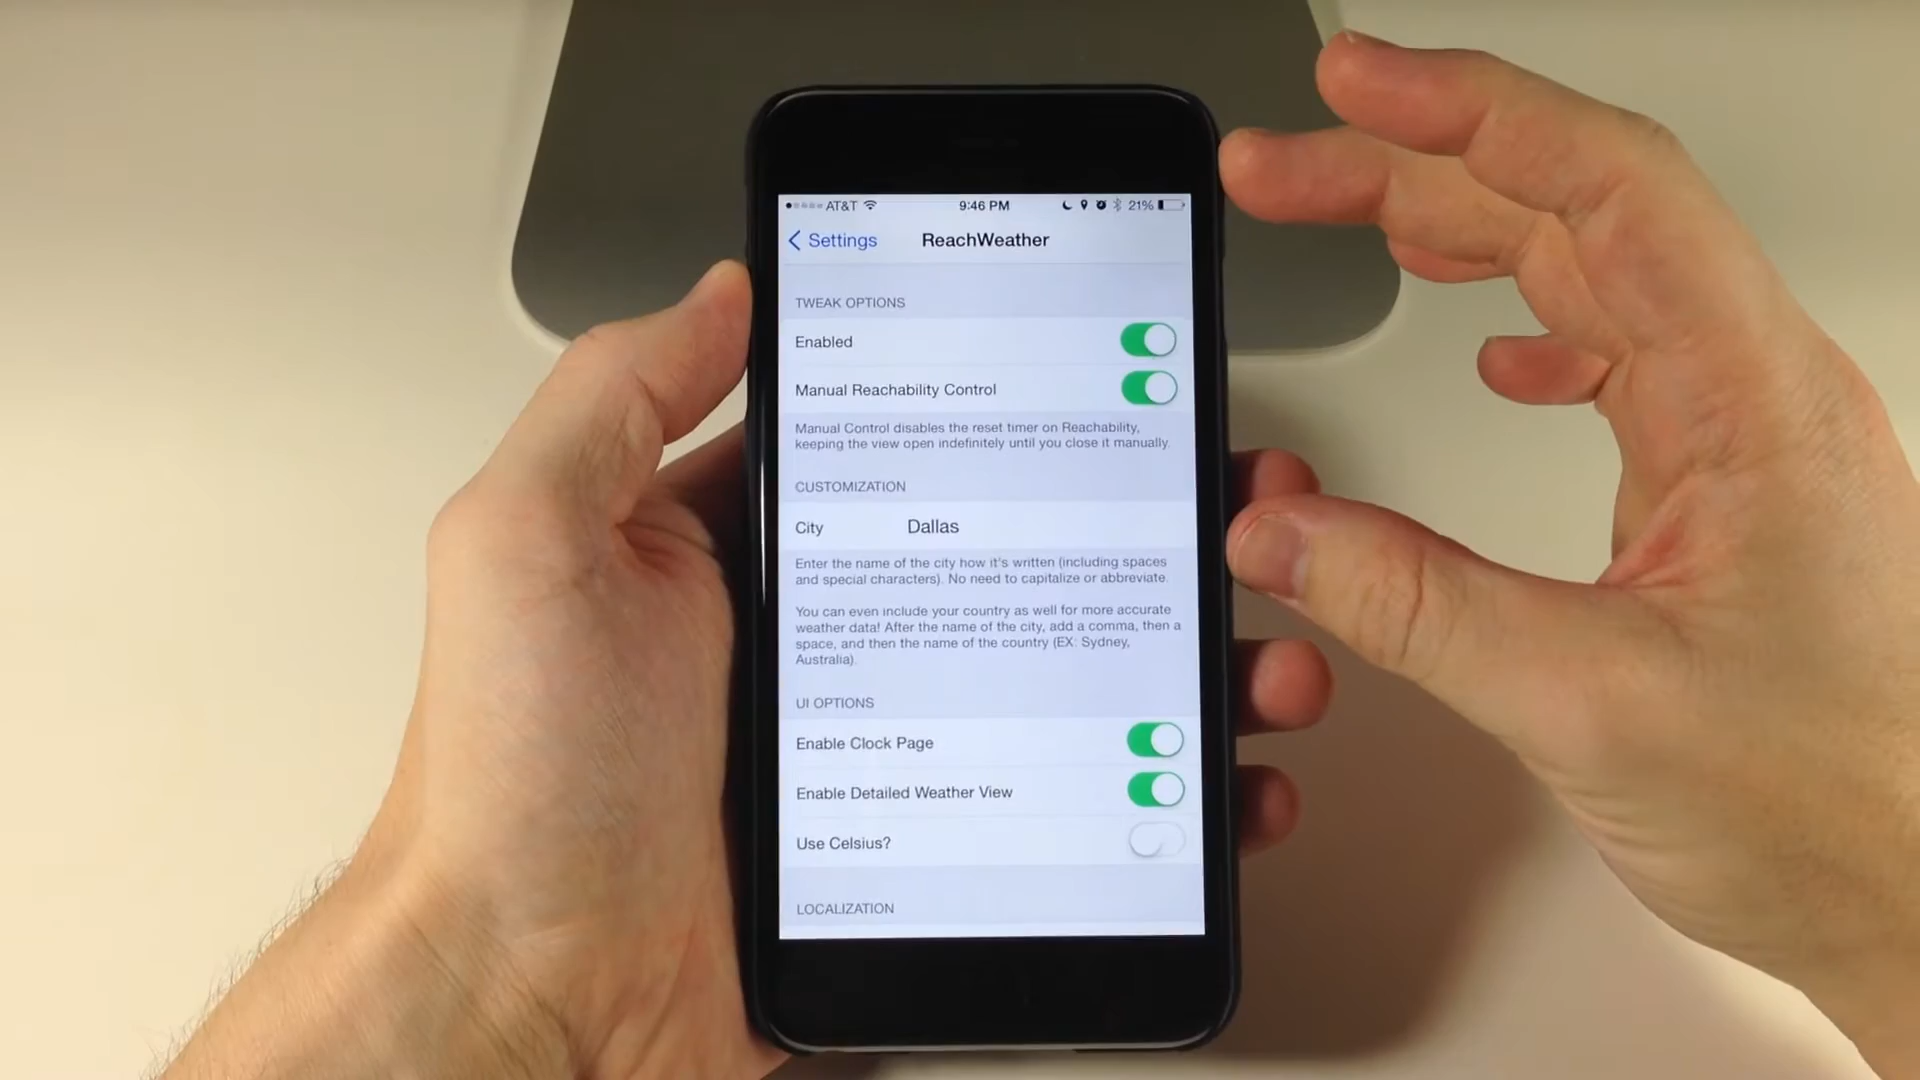 AT&T 9:46 PM 21%
Settings ReachWeather
TWEAK OPTIONS
Enabled
Manual Reachability Control
Manual Control disables the reset timer on Reachability,
keeping the view open indefinitely until you close it manually.
CUSTOMIZATION
City Dallas
Enter the name of the city how it's written (including spaces
and special characters). No need to capitalize or abbreviate.
You can even include your country as well for more accurate
weather data! After the name of the city, add a comma, then a
space, and then the name of the country (EX: Sydney,
Australia).
UI OPTIONS
Enable Clock Page
Enable Detailed Weather View
Use Celsius?
LOCALIZATION